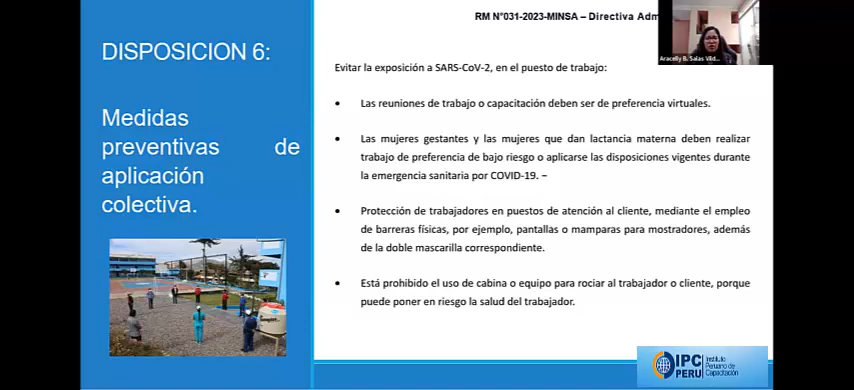 RM N°031-2023-MINSA – Directiva Adm
DISPOSICION 6:
Medidas
preventivas de
aplicación
colectiva.
Aracelly B. Salas Vild...
Evitar la exposición a SARS-CoV-2, en el puesto de trabajo:
• Las reuniones de trabajo o capacitación deben ser de preferencia virtuales.
• Las mujeres gestantes y las mujeres que dan lactancia materna deben realizar
trabajo de preferencia de bajo riesgo o aplicarse las disposiciones vigentes durante
la emergencia sanitaria por COVID-19. –
• Protección de trabajadores en puestos de atención al cliente, mediante el empleo
de barreras físicas, por ejemplo, pantallas o mamparas para mostradores, además
de la doble mascarilla correspondiente.
• Está prohibido el uso de cabina o equipo para rociar al trabajador o cliente, porque
puede poner en riesgo la salud del trabajador.
IPC
PERU
Instituto
Peruano de
Capacitación